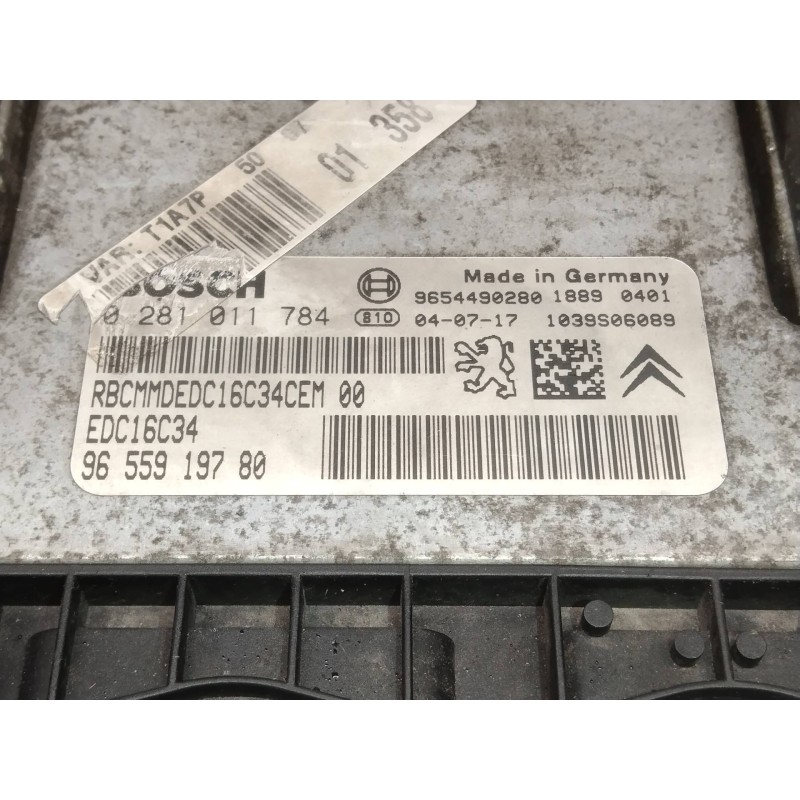 VAR: T1A7P 50
01 358
BOSCH
Made in Germany
9654490280 1889 0401
0 281 011 784 810 04-07-17 1039S06089
RBCMMDEDC16C34CEM 00
EDC16C34
96 559 197 80